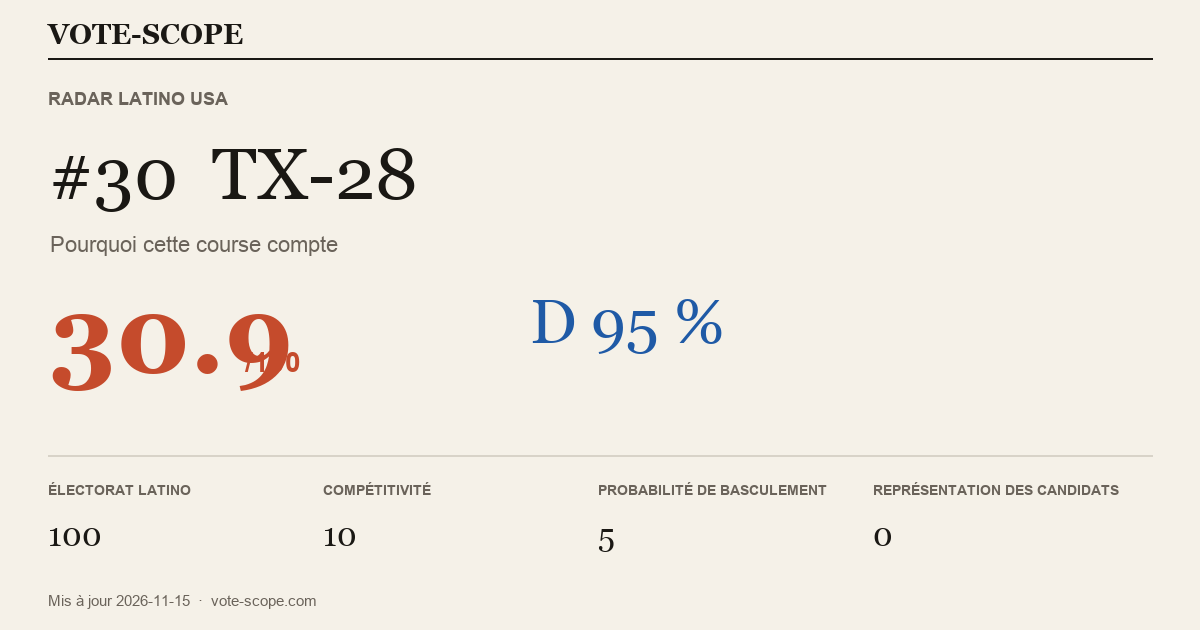 VOTE-SCOPE
RADAR LATINO USA
#30 TX-28
Pourquoi cette course compte
30.9
D 95 %
ÉLECTORAT LATINO
COMPÉTITIVITÉ
PROBABILITÉ DE BASCULEMENT
REPRÉSENTATION DES CANDIDATS
100
10
5
0
Mis à jour 2026-11-15 · vote-scope.com